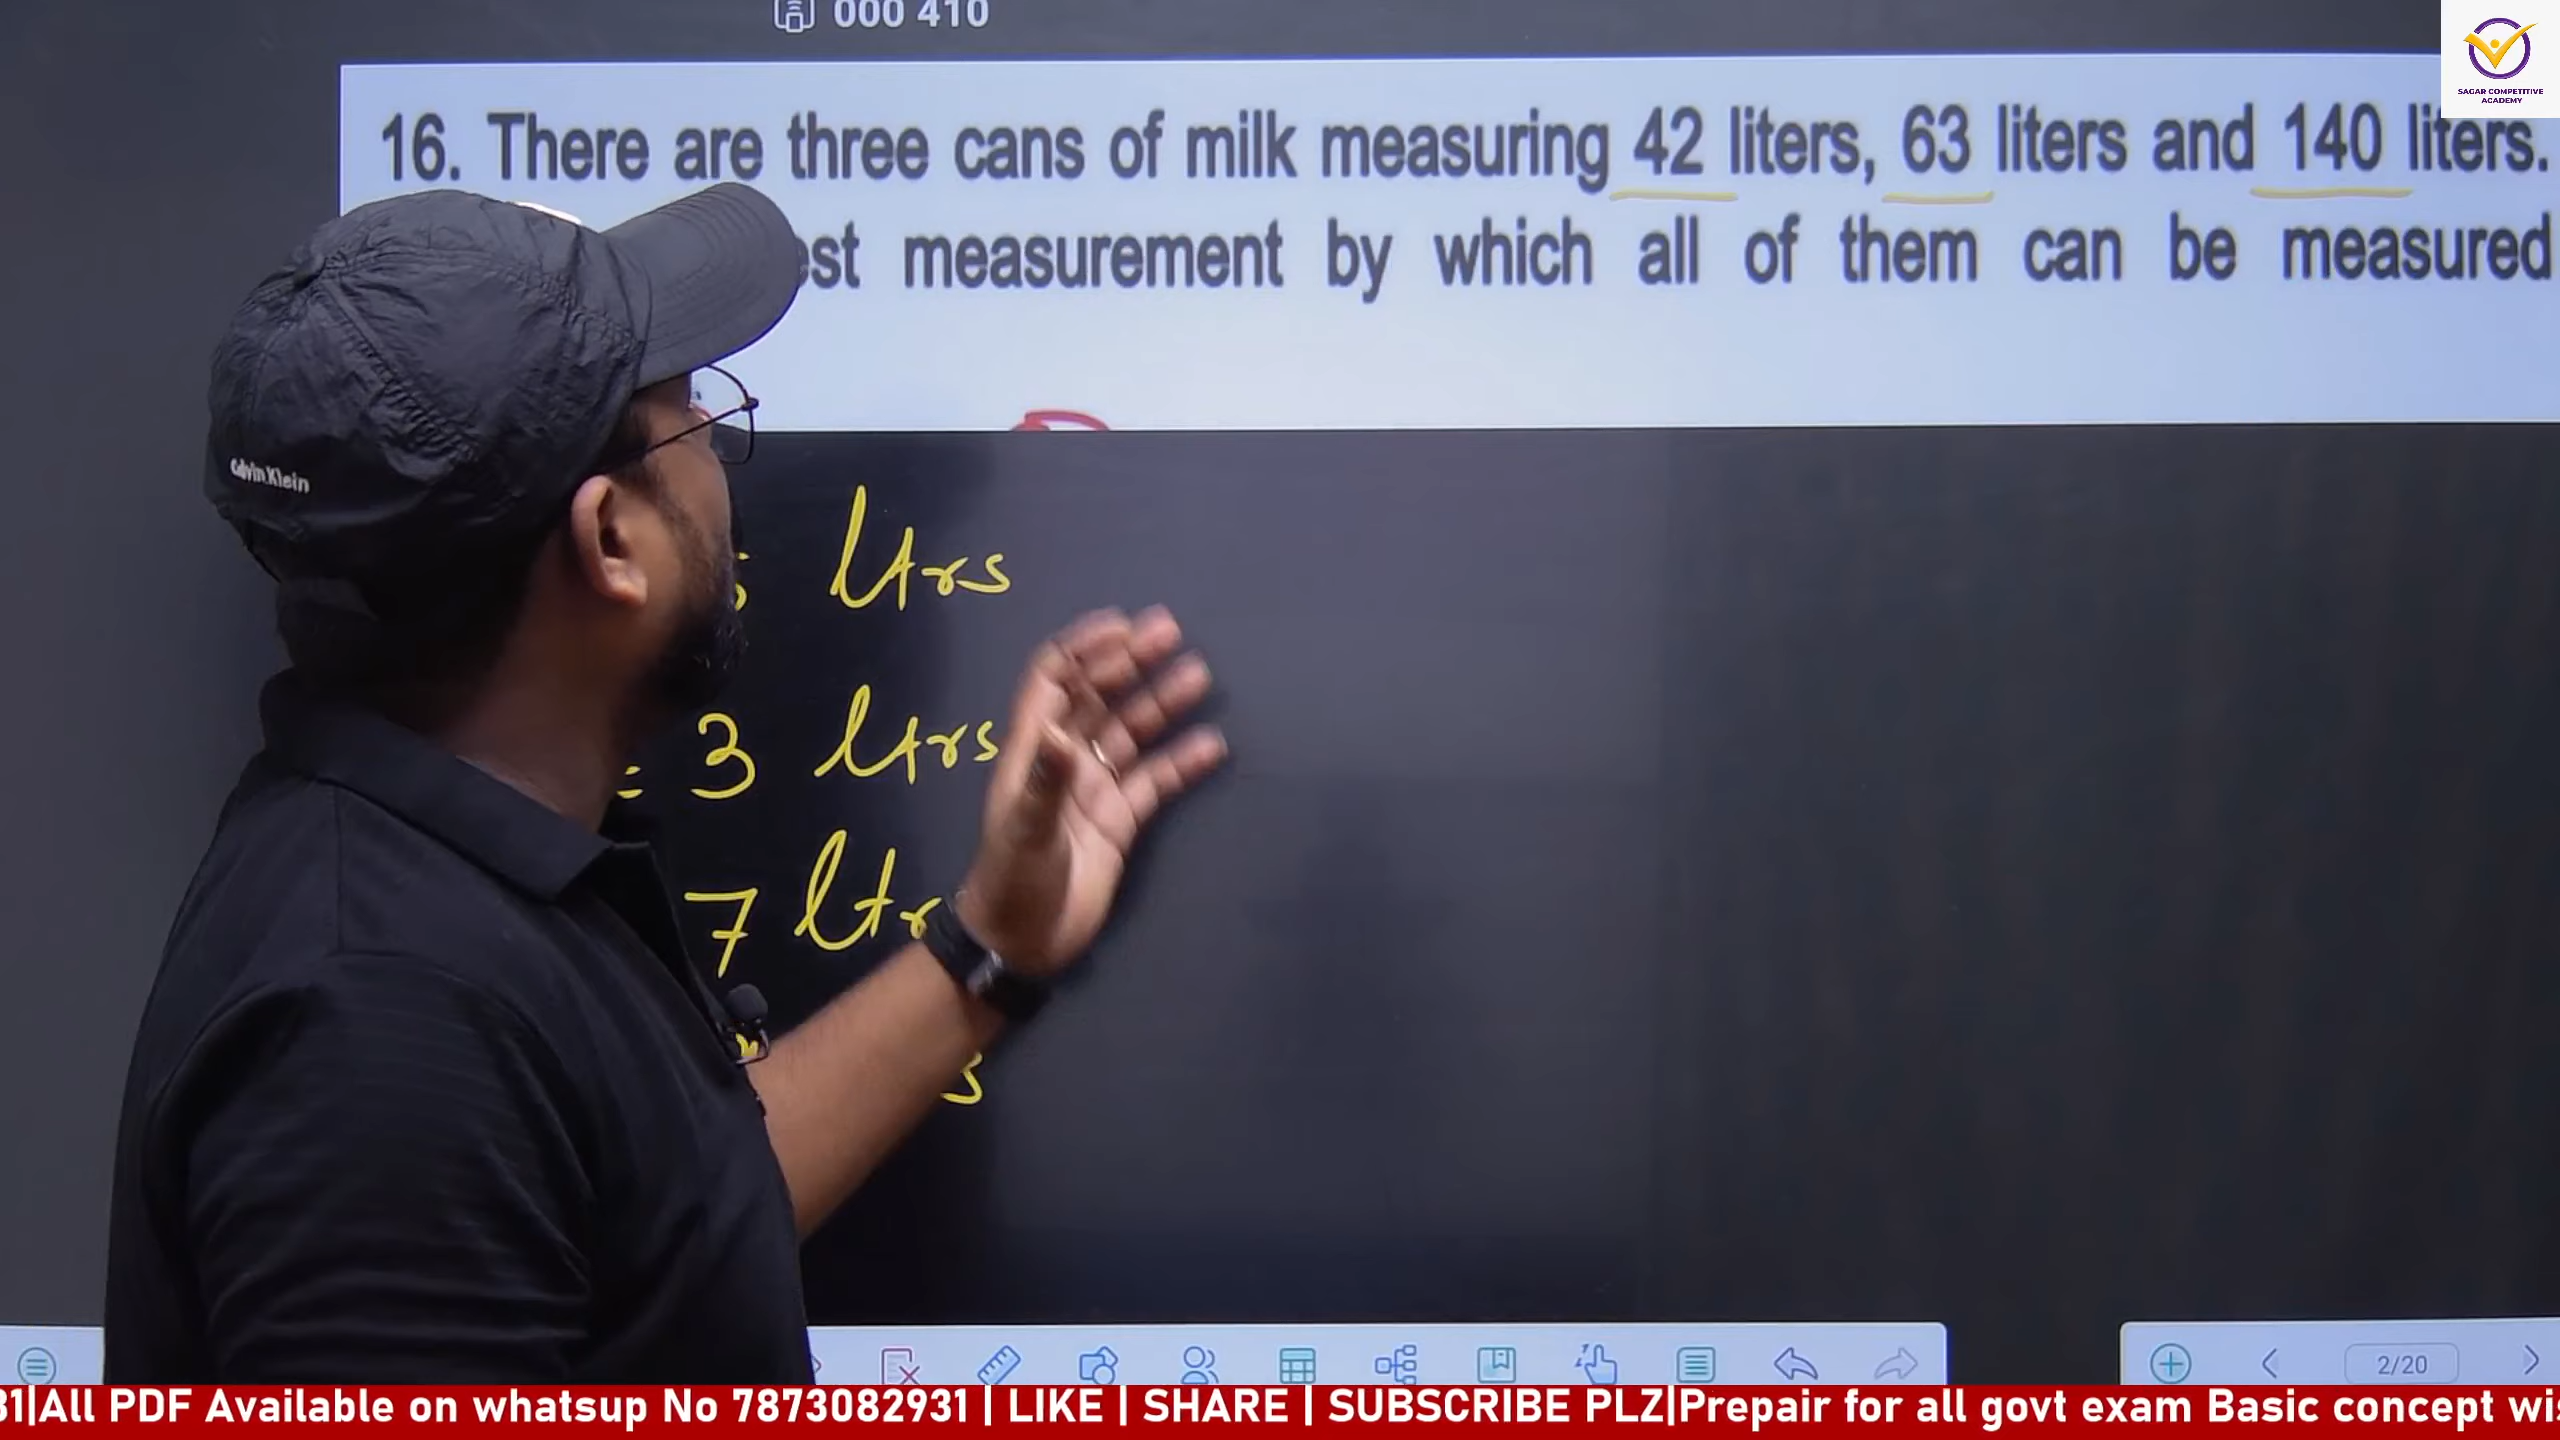 000 410
SAGAR COMPETITIVE
ACADEMY
16. There are three cans of milk measuring 42 liters, 63 liters and 140 liters.
est measurement by which all of them can be measured
Calvin Klein
ltrs
= 3 ltrs
7 ltr
3
2/20
31|All PDF Available on whatsup No 7873082931 | LIKE | SHARE | SUBSCRIBE PLZ|Prepair for all govt exam Basic concept wi